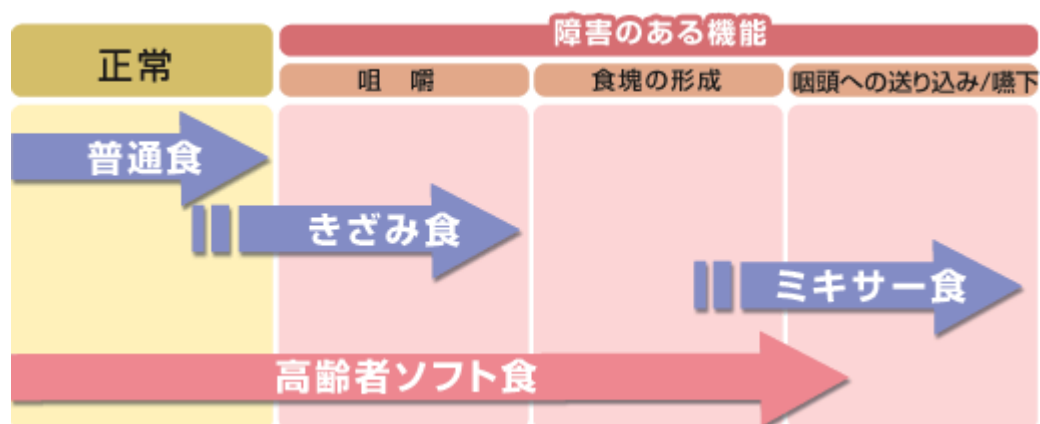 正常
障害のある機能
咀 嚼
食塊の形成
咽頭への送り込み/嚥下
普通食
きざみ食
ミキサー食
高齢者ソフト食